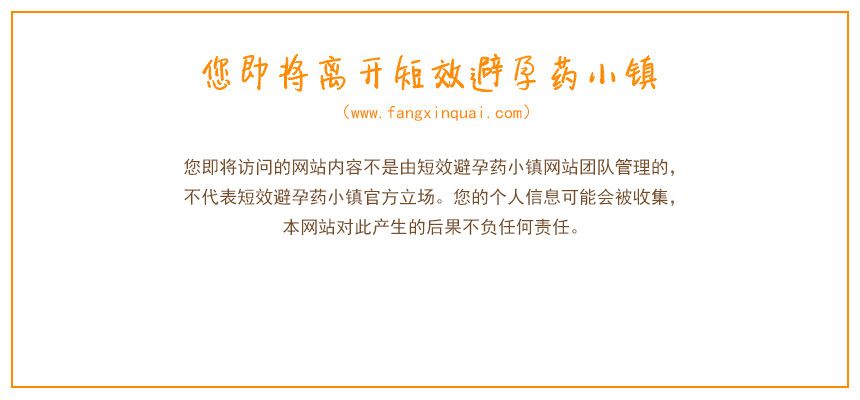 您即将离开短效避孕药小镇
（www.fangxinquai.com）
您即将访问的网站内容不是由短效避孕药小镇网站团队管理的，
不代表短效避孕药小镇官方立场。您的个人信息可能会被收集，
本网站对此产生的后果不负任何责任。